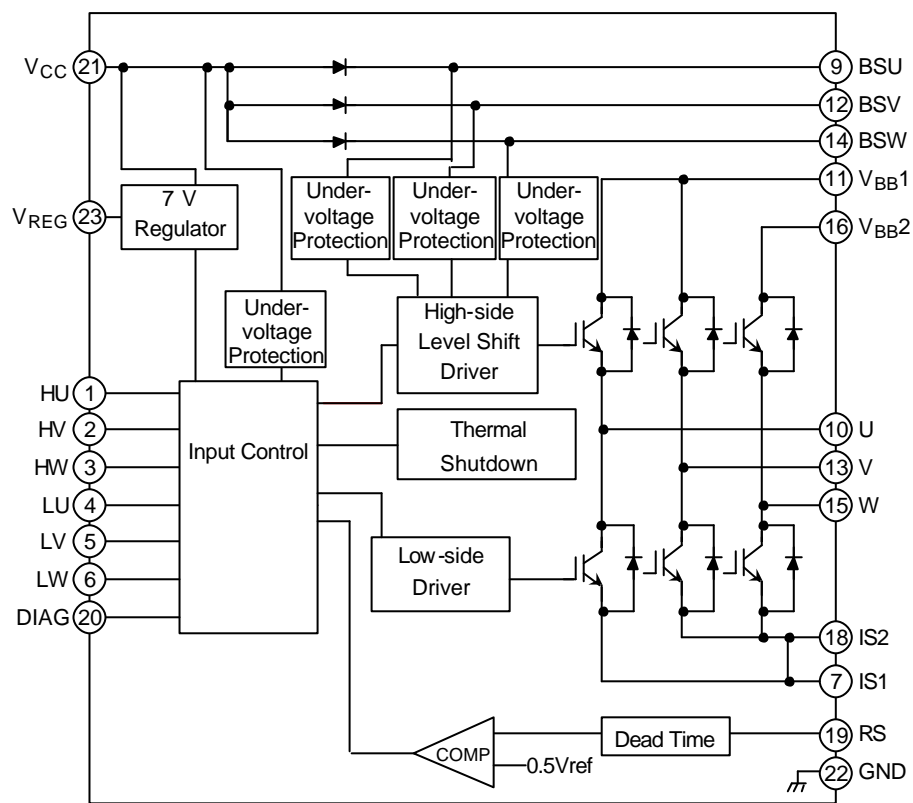 VCC 21
9 BSU
12 BSV
14 BSW
11 VBB1
16 VBB2
VREG 23
7 V
Regulator
Under-
voltage
Protection
Under-
voltage
Protection
Under-
voltage
Protection
Under-
voltage
Protection
High-side
Level Shift
Driver
HU 1
HV 2
HW 3
LU 4
LV 5
LW 6
DIAG 20
Input Control
Thermal
Shutdown
Low-side
Driver
10 U
13 V
15 W
18 IS2
7 IS1
19 RS
22 GND
COMP
0.5Vref
Dead Time